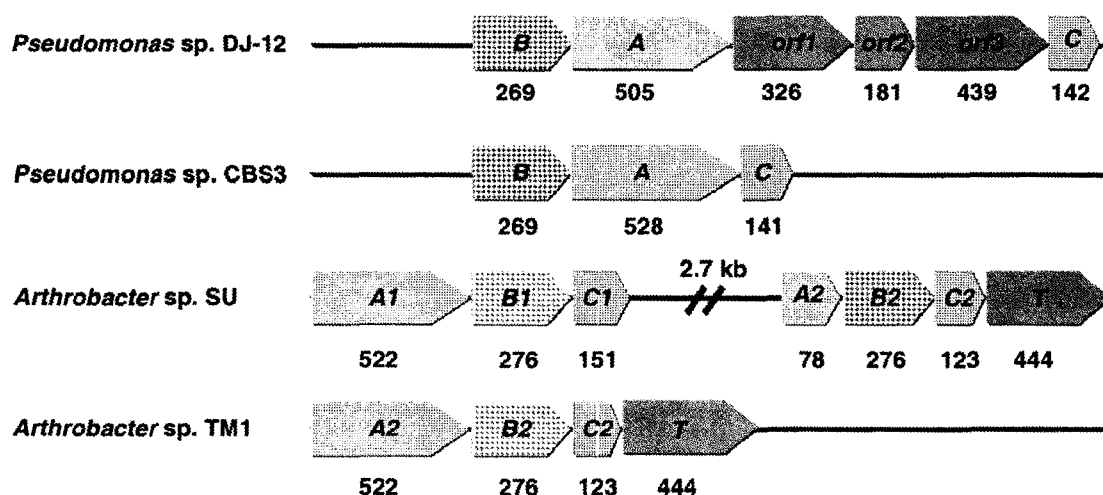 Pseudomonas sp. DJ-12 B A orf1 orf2 orf3 C
269 505 326 181 439 142
Pseudomonas sp. CBS3 B A C
269 528 141
2.7 kb
Arthrobacter sp. SU A1 B1 C1 A2 B2 C2 T
522 276 151 78 276 123 444
Arthrobacter sp. TM1 A2 B2 C2 T
522 276 123 444